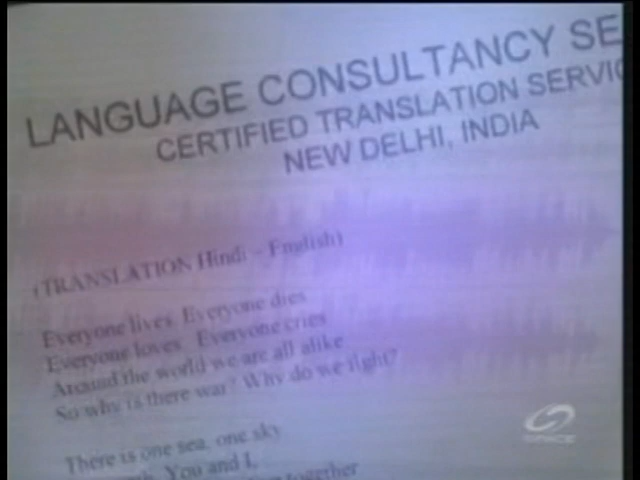 LANGUAGE CONSULTANCY SE
CERTIFIED TRANSLATION SERVIC
NEW DELHI, INDIA
(TRANSLATION Hindi - English)
Everyone lives. Everyone dies
Everyone loves. Everyone cries
Around the world we are all alike
So why is there war? Why do we fight?
There is one sea, one sky
You and I,
together
SPACE